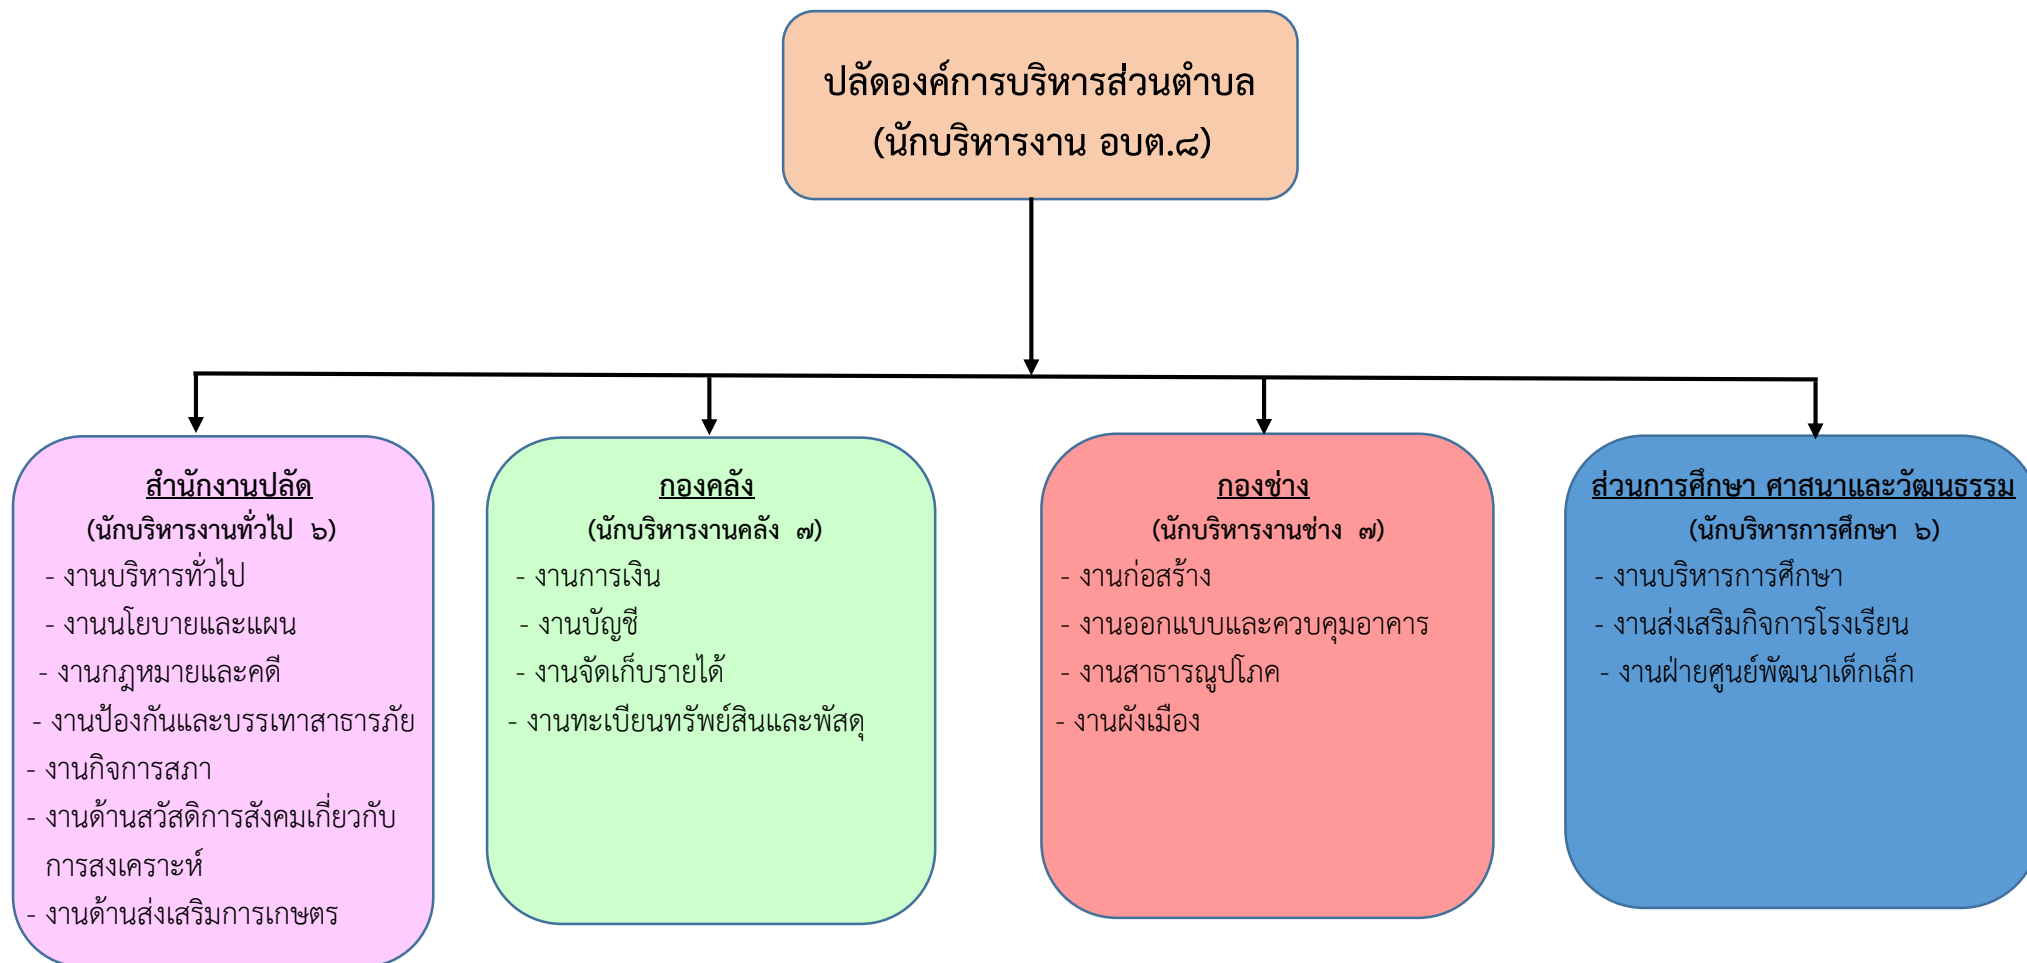 ปลัดองค์การบริหารส่วนตำบล
(นักบริหารงาน อบต.๘)
สำนักงานปลัด
(นักบริหารงานทั่วไป ๖)
- งานบริหารทั่วไป
- งานนโยบายและแผน
- งานกฎหมายและคดี
- งานป้องกันและบรรเทาสาธารภัย
- งานกิจการสภา
- งานด้านสวัสดิการสังคมเกี่ยวกับ
การสงเคราะห์
- งานด้านส่งเสริมการเกษตร
กองคลัง
(นักบริหารงานคลัง ๗)
- งานการเงิน
- งานบัญชี
- งานจัดเก็บรายได้
- งานทะเบียนทรัพย์สินและพัสดุ
กองช่าง
(นักบริหารงานช่าง ๗)
- งานก่อสร้าง
- งานออกแบบและควบคุมอาคาร
- งานสาธารณูปโภค
- งานผังเมือง
ส่วนการศึกษา ศาสนาและวัฒนธรรม
(นักบริหารการศึกษา ๖)
- งานบริหารการศึกษา
- งานส่งเสริมกิจการโรงเรียน
- งานฝ่ายศูนย์พัฒนาเด็กเล็ก